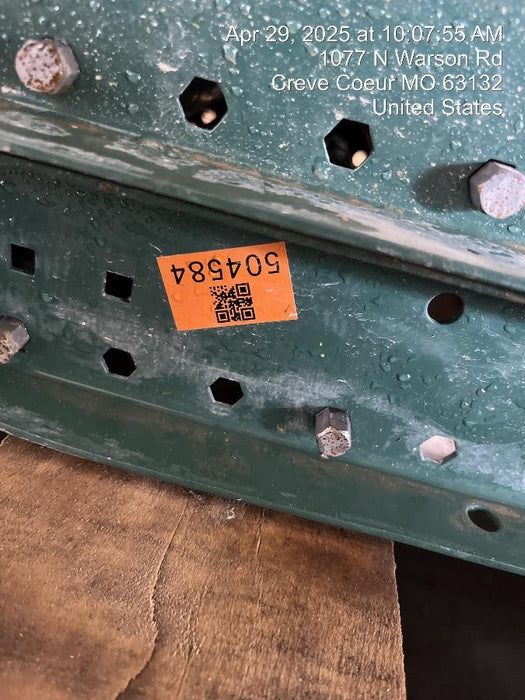 Apr 29, 2025 at 10:07:55 AM
1077 N Warson Rd
Creve Coeur MO 63132
United States
504584